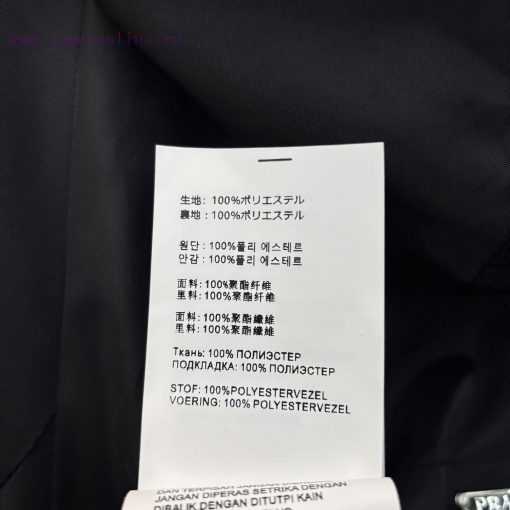 生地: 100%ポリエステル
裏地: 100%ポリエステル
원단: 100%폴리 에스테르
안감: 100%폴리 에스테르
面料: 100%聚酯纤维
里料: 100%聚酯纤维
面料: 100%聚酯纖維
里料: 100%聚酯纖維
Ткань: 100% ПОЛИЭСТЕР
ПОДКЛАДКА: 100% ПОЛИЭСТЕР
STOF: 100%POLYESTERVEZEL
VOERING: 100% POLYESTERVEZEL
DAN TERPISAH JANGAN
JANGAN DIPERAS SETRIKA DENGAN
DIBALIK DENGAN DITUTPI KAIN
PRA